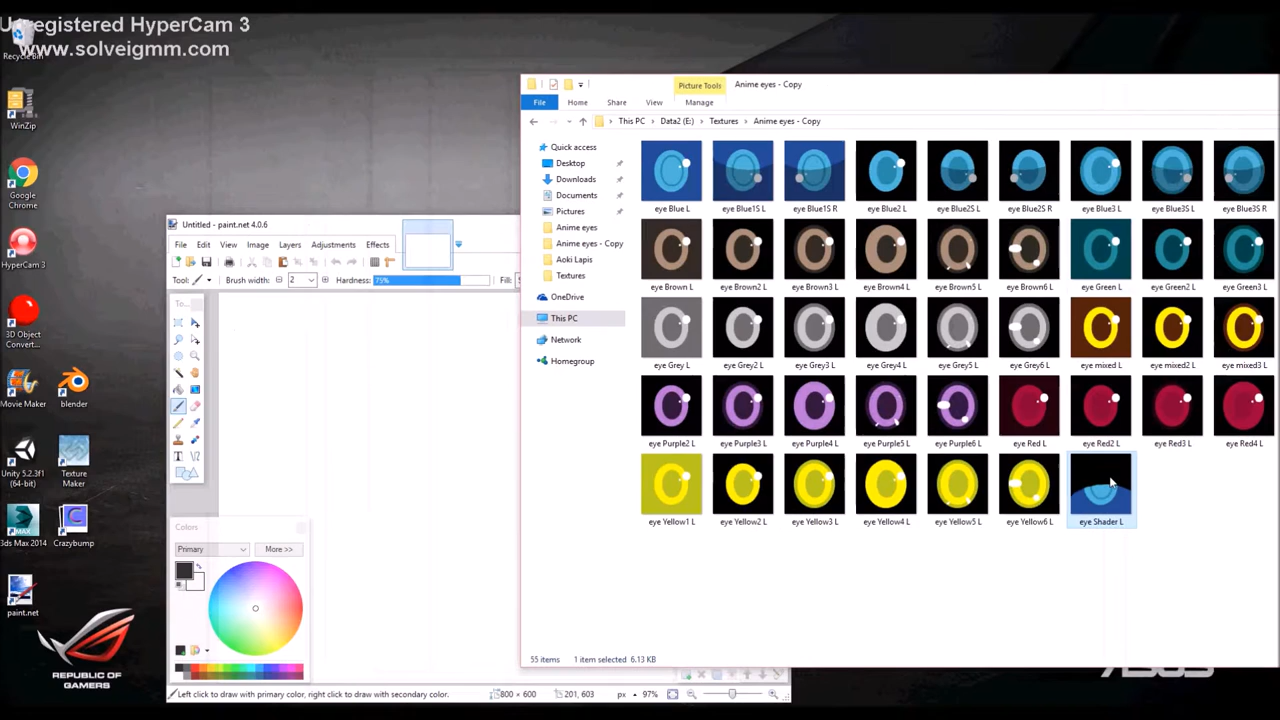 Unregistered HyperCam 3
www.solveigmm.com
Recycle Bin
WinZip
Google Chrome
HyperCam 3
3D Object Convert...
Movie Maker
blender
Unity 5.2.3f1 (64-bit)
Texture Maker
3ds Max 2014
Crazybump
paint.net
REPUBLIC OF GAMERS
Untitled - paint.net 4.0.6
File Edit View Image Layers Adjustments Effects
Tool: Brush width: 2 Hardness: 75% Fill:
To...
Colors
Primary More >>
Left click to draw with primary color, right click to draw with secondary color. 800 × 600 201, 603 px 97%
Picture Tools Anime eyes - Copy
File Home Share View Manage
This PC Data2 (E:) Textures Anime eyes - Copy
Quick access
Desktop
Downloads
Documents
Pictures
Anime eyes
Anime eyes - Copy
Aoki Lapis
Textures
OneDrive
This PC
Network
Homegroup
eye Blue L eye Blue1S L eye Blue1S R eye Blue2 L eye Blue2S L eye Blue2S R eye Blue3 L eye Blue3S L eye Blue3S R
eye Brown L eye Brown2 L eye Brown3 L eye Brown4 L eye Brown5 L eye Brown6 L eye Green L eye Green2 L eye Green3 L
eye Grey L eye Grey2 L eye Grey3 L eye Grey4 L eye Grey5 L eye Grey6 L eye mixed L eye mixed2 L eye mixed3 L
eye Purple2 L eye Purple3 L eye Purple4 L eye Purple5 L eye Purple6 L eye Red L eye Red2 L eye Red3 L eye Red4 L
eye Yellow1 L eye Yellow2 L eye Yellow3 L eye Yellow4 L eye Yellow5 L eye Yellow6 L eye Shader L
55 items 1 item selected 6.13 KB
ASUS